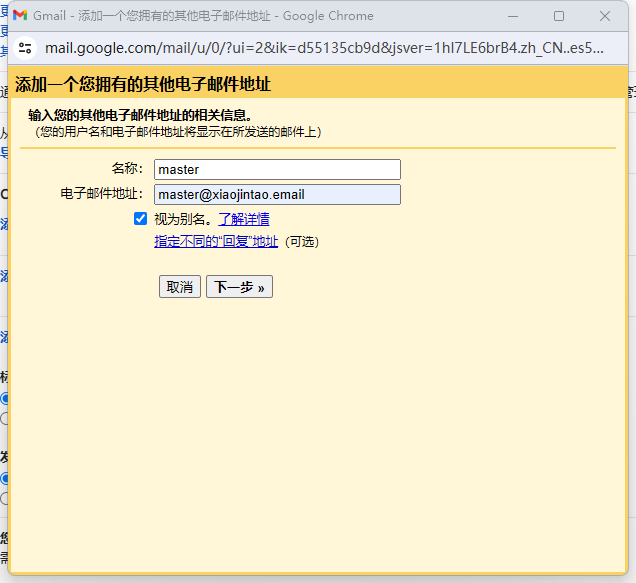 Gmail - 添加一个您拥有的其他电子邮件地址 - Google Chrome
mail.google.com/mail/u/0/?ui=2&ik=d55135cb9d&jsver=1hI7LE6brB4.zh_CN..es5...
添加一个您拥有的其他电子邮件地址
输入您的其他电子邮件地址的相关信息。
（您的用户名和电子邮件地址将显示在所发送的邮件上）
名称： master
电子邮件地址： master@xiaojintao.email
视为别名。了解详情
指定不同的“回复”地址（可选）
取消 下一步 »